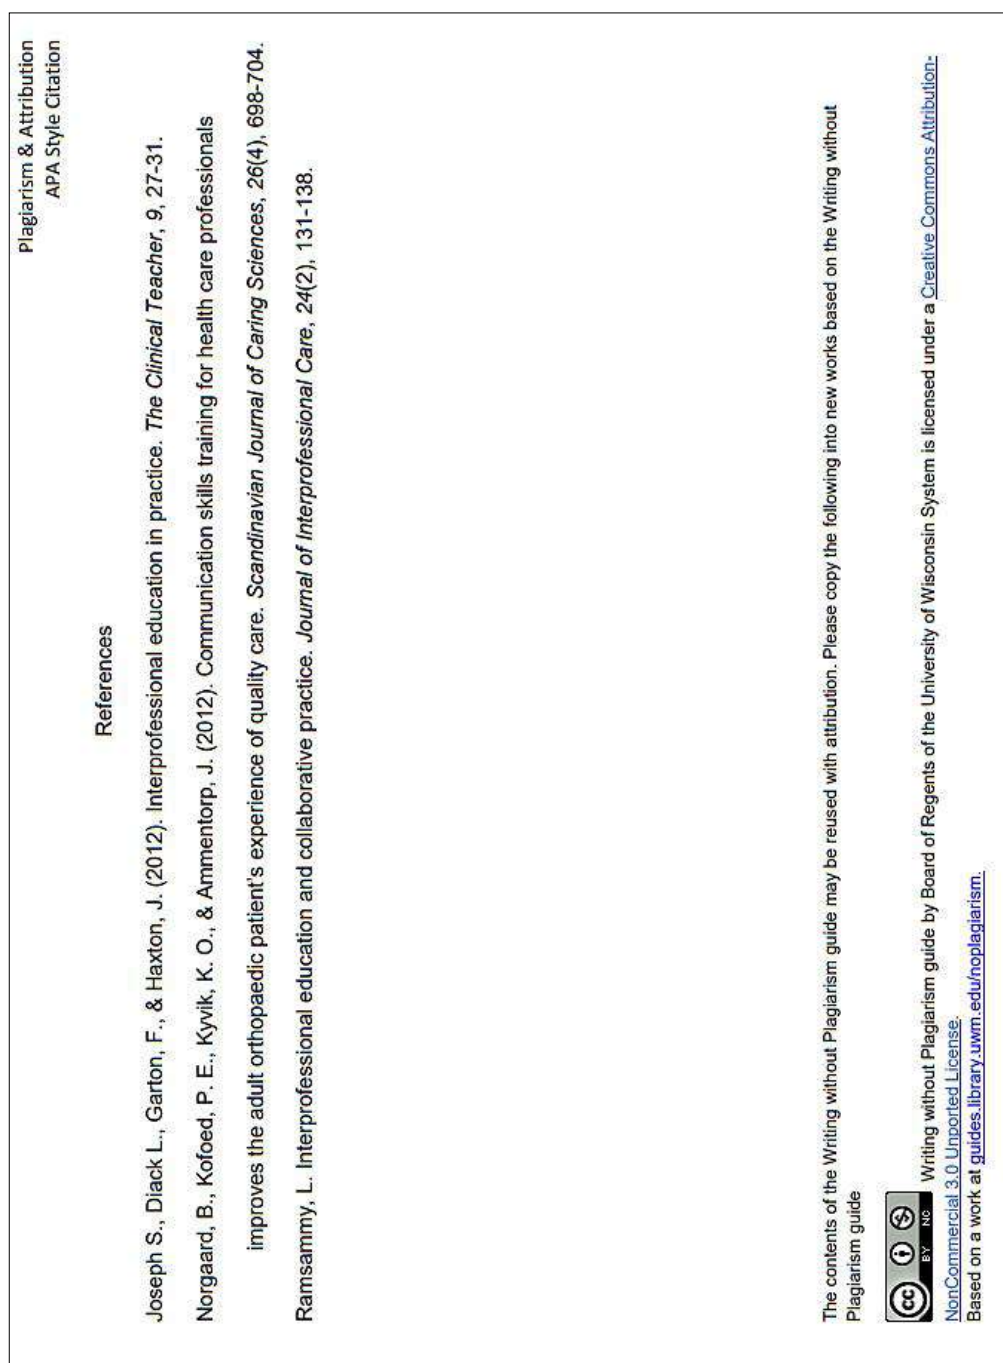 Plagiarism & Attribution
APA Style Citation
References
Joseph S., Diack L., Garton, F., & Haxton, J. (2012). Interprofessional education in practice. The Clinical Teacher, 9, 27-31.
Norgaard, B., Kofoed, P. E., Kyvik, K. O., & Ammentorp, J. (2012). Communication skills training for health care professionals
improves the adult orthopaedic patient's experience of quality care. Scandinavian Journal of Caring Sciences, 26(4), 698-704.
Ramsammy, L. Interprofessional education and collaborative practice. Journal of Interprofessional Care, 24(2), 131-138.
The contents of the Writing without Plagiarism guide may be reused with attribution. Please copy the following into new works based on the Writing without
Plagiarism guide
cc BY NC Writing without Plagiarism guide by Board of Regents of the University of Wisconsin System is licensed under a Creative Commons Attribution-
NonCommercial 3.0 Unported License.
Based on a work at guides.library.uwm.edu/noplagiarism.